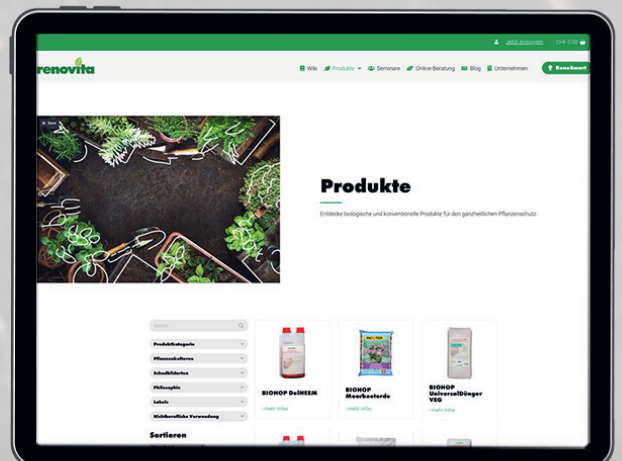 Jetzt einloggen CHF 0.00
renovita
Wiki Produkte Seminare Online-Beratung Blog Unternehmen RenoSmart
Produkte
Entdecke biologische und konventionelle Produkte für den ganzheitlichen Pflanzenschutz.
Suchen
Produktkategorie
Pflanzenkulturen
Schadbildarten
Philosophie
Labels
Nichtberufliche Verwendung
Sortieren
BIOHOP DelNEEM
› mehr Infos
BIOHOP
Moorbeeterde
› mehr Infos
BIOHOP
UniversalDünger
VEG
› mehr Infos